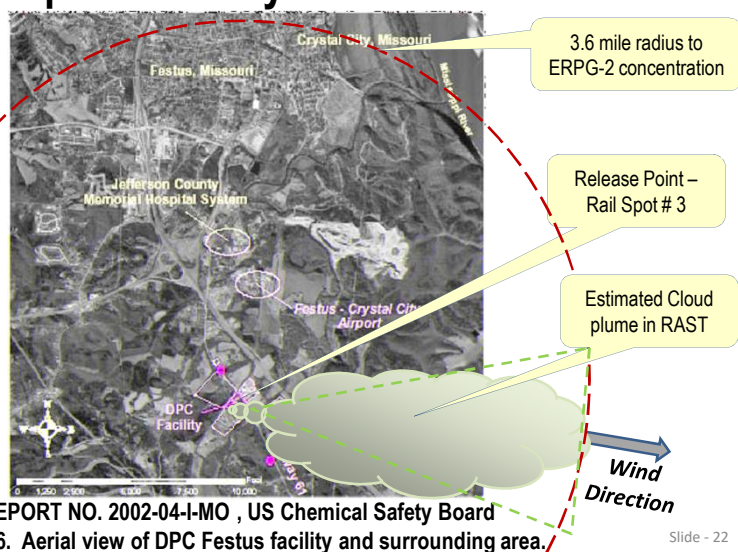 Crystal City, Missouri
3.6 mile radius to
ERPG-2 concentration
Festus, Missouri
Mississippi River
Release Point –
Rail Spot # 3
Jefferson County
Memorial Hospital System
Estimated Cloud
plume in RAST
Festus - Crystal City
Airport
DPC
Facility
Wind
Direction
way 61
Feet
0 1,250 2,500 5,000 7,500 10,000
EPORT NO. 2002-04-I-MO , US Chemical Safety Board
6. Aerial view of DPC Festus facility and surrounding area.
Slide - 22